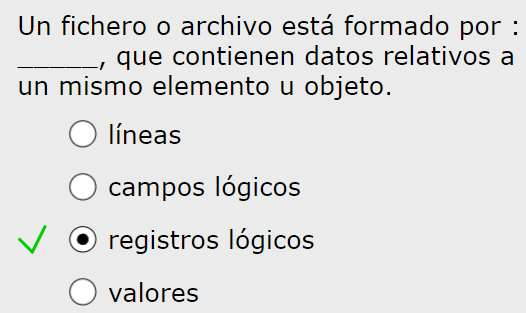 Un fichero o archivo está formado por :
_____, que contienen datos relativos a
un mismo elemento u objeto.
líneas
campos lógicos
registros lógicos
valores